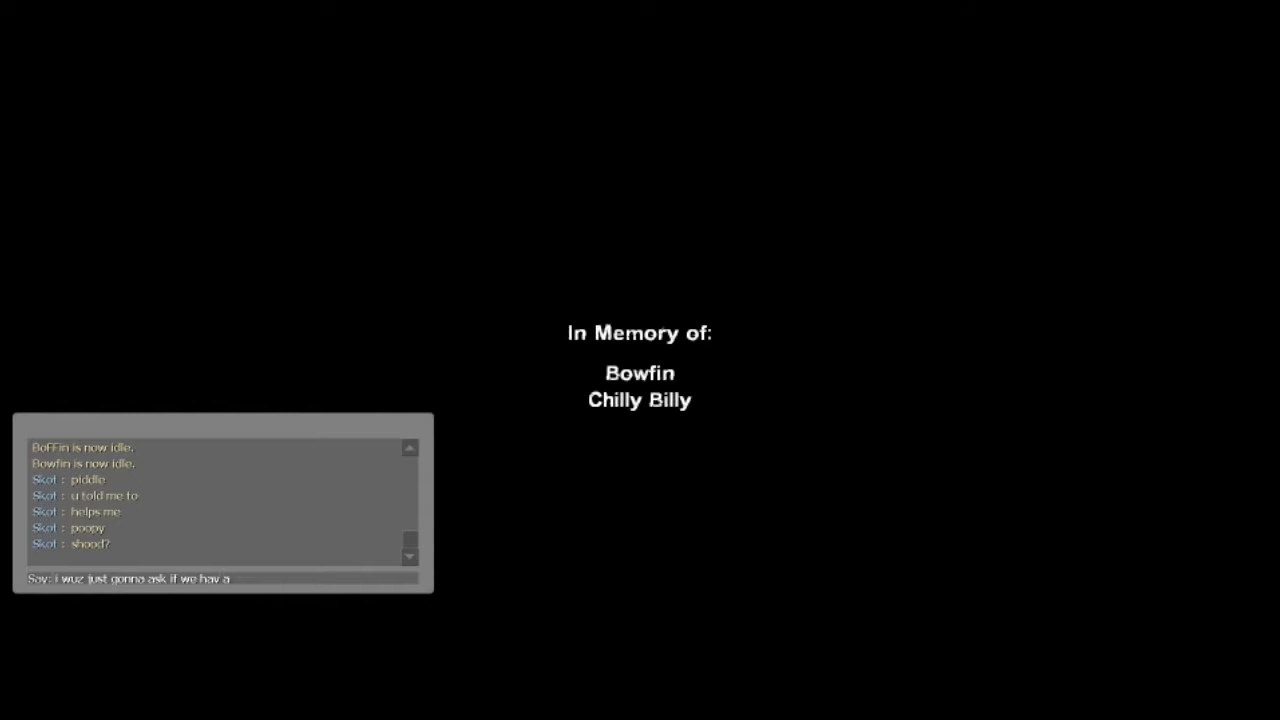 In Memory of:
Bowfin
Chilly Billy
BoFFin is now idle.
Bowfin is now idle.
Skot : piddle
Skot : u told me to
Skot : helps me
Skot : poopy
Skot : shood?
Say: i wuz just gonna ask if we hav a